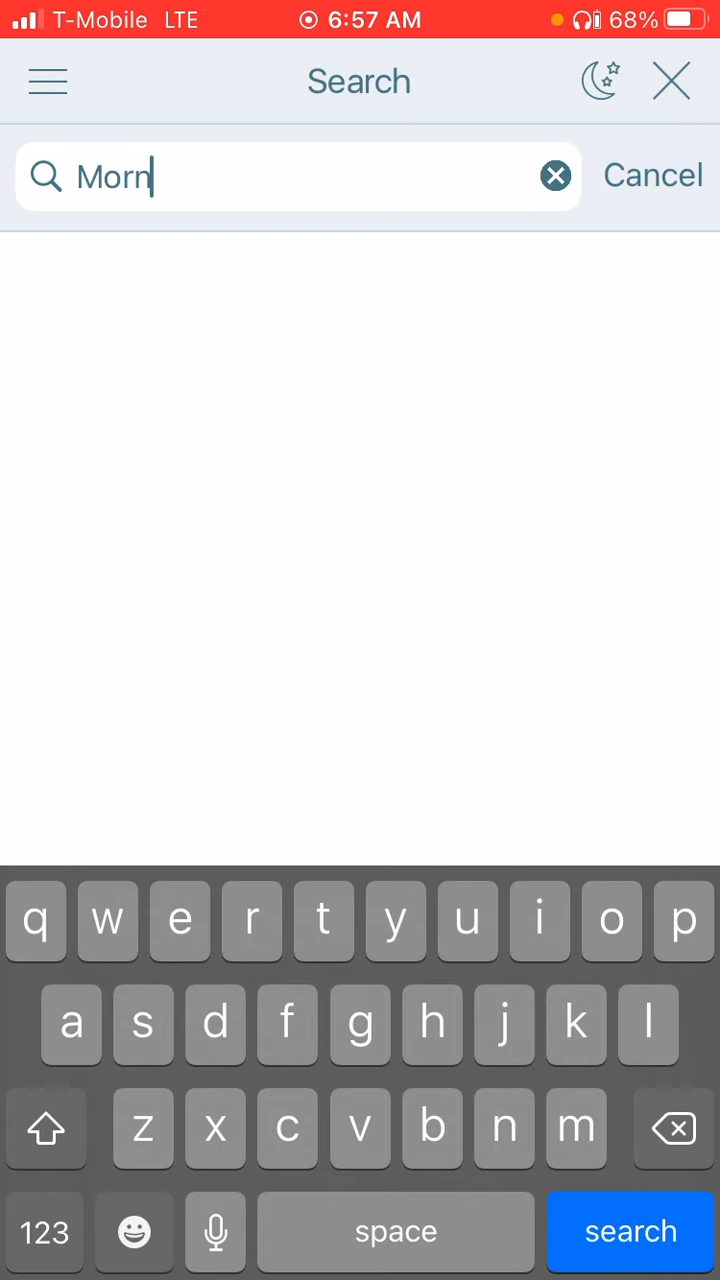 T-Mobile LTE 6:57 AM 68%
Search
Morn Cancel
q w e r t y u i o p
a s d f g h j k l
z x c v b n m
123 space search